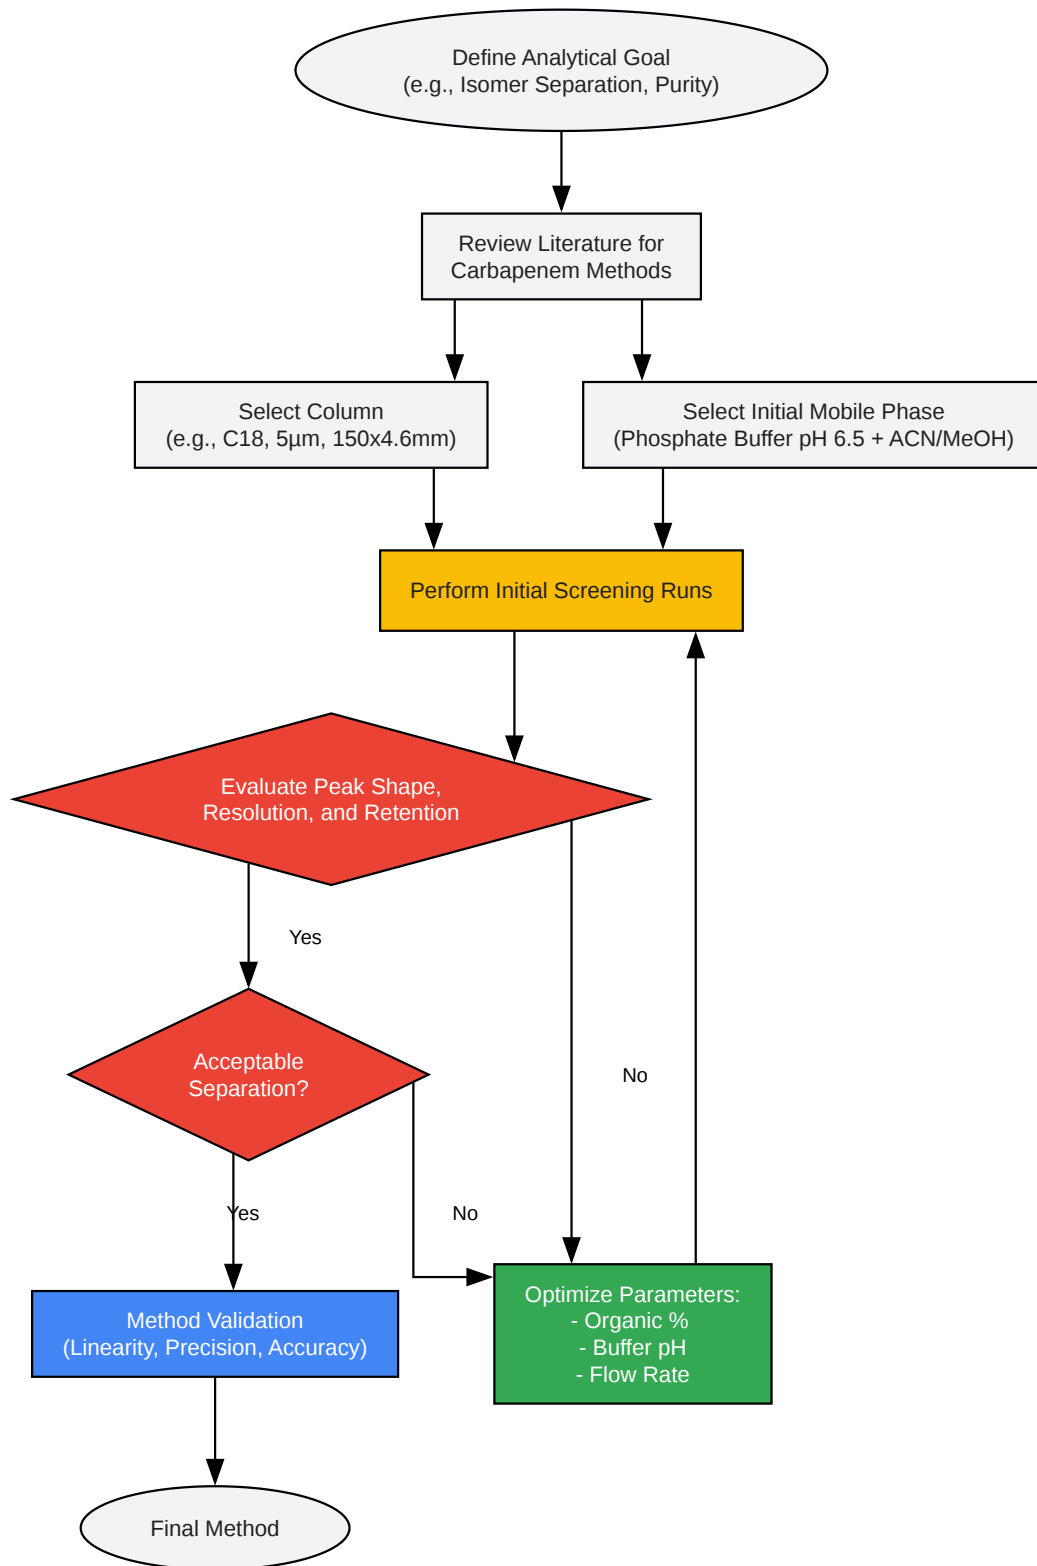 Define Analytical Goal
(e.g., Isomer Separation, Purity)
Review Literature for
Carbapenem Methods
Select Column
(e.g., C18, 5µm, 150x4.6mm)
Select Initial Mobile Phase
(Phosphate Buffer pH 6.5 + ACN/MeOH)
Perform Initial Screening Runs
Evaluate Peak Shape,
Resolution, and Retention
Yes
Acceptable
Separation?
No
Yes
No
Method Validation
(Linearity, Precision, Accuracy)
Optimize Parameters:
- Organic %
- Buffer pH
- Flow Rate
Final Method